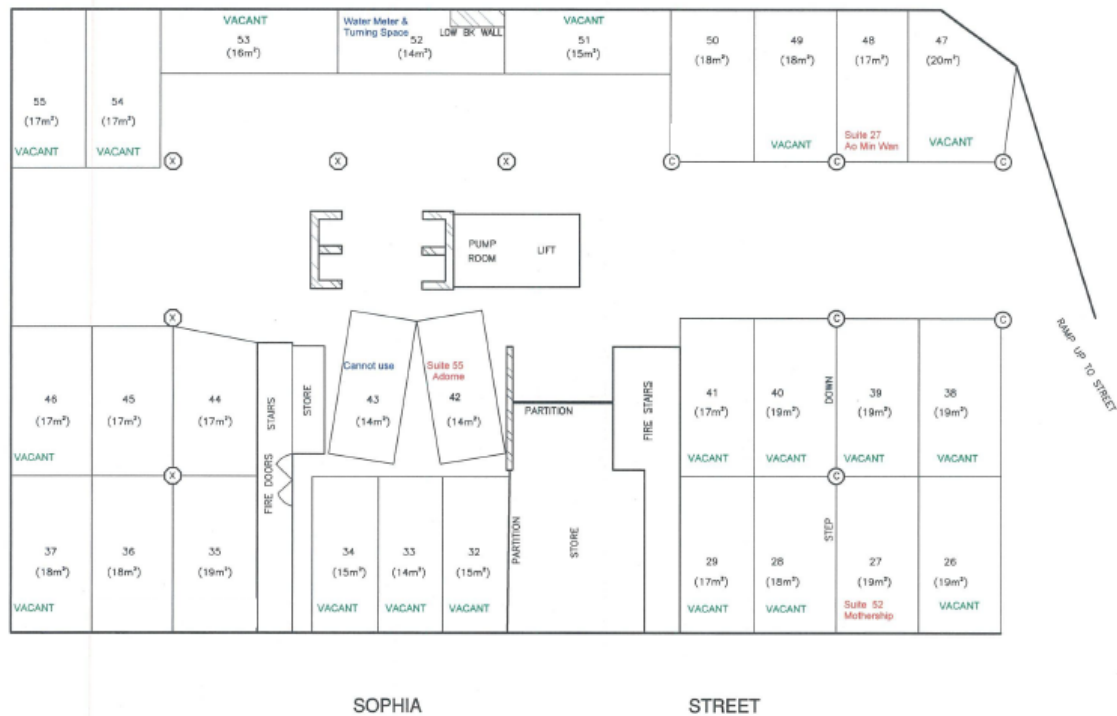 VACANT
53
(16m²)
Water Meter &
Turning Space
52
(14m²)
LOW BK WALL
VACANT
51
(15m²)
50
(18m²)
49
(18m²)
VACANT
48
(17m²)
Suite 27
Ao Min Wan
47
(20m²)
VACANT
55
(17m²)
VACANT
54
(17m²)
VACANT
X
X
X
C
C
C
PUMP
ROOM
LIFT
RAMP UP TO STREET
X
C
C
46
(17m²)
VACANT
45
(17m²)
44
(17m²)
STAIRS
STORE
Cannot use
43
(14m²)
Suite 55
Adorne
42
(14m²)
PARTITION
FIRE STAIRS
41
(17m²)
VACANT
40
(19m²)
VACANT
DOWN
39
(19m²)
VACANT
38
(19m²)
VACANT
X
C
FIRE DOORS
37
(18m²)
VACANT
36
(18m²)
35
(19m²)
34
(15m²)
VACANT
33
(14m²)
VACANT
32
(15m²)
VACANT
PARTITION
STORE
29
(17m²)
VACANT
28
(18m²)
VACANT
STEP
27
(19m²)
Suite 52
Mothership
26
(19m²)
VACANT
SOPHIA STREET